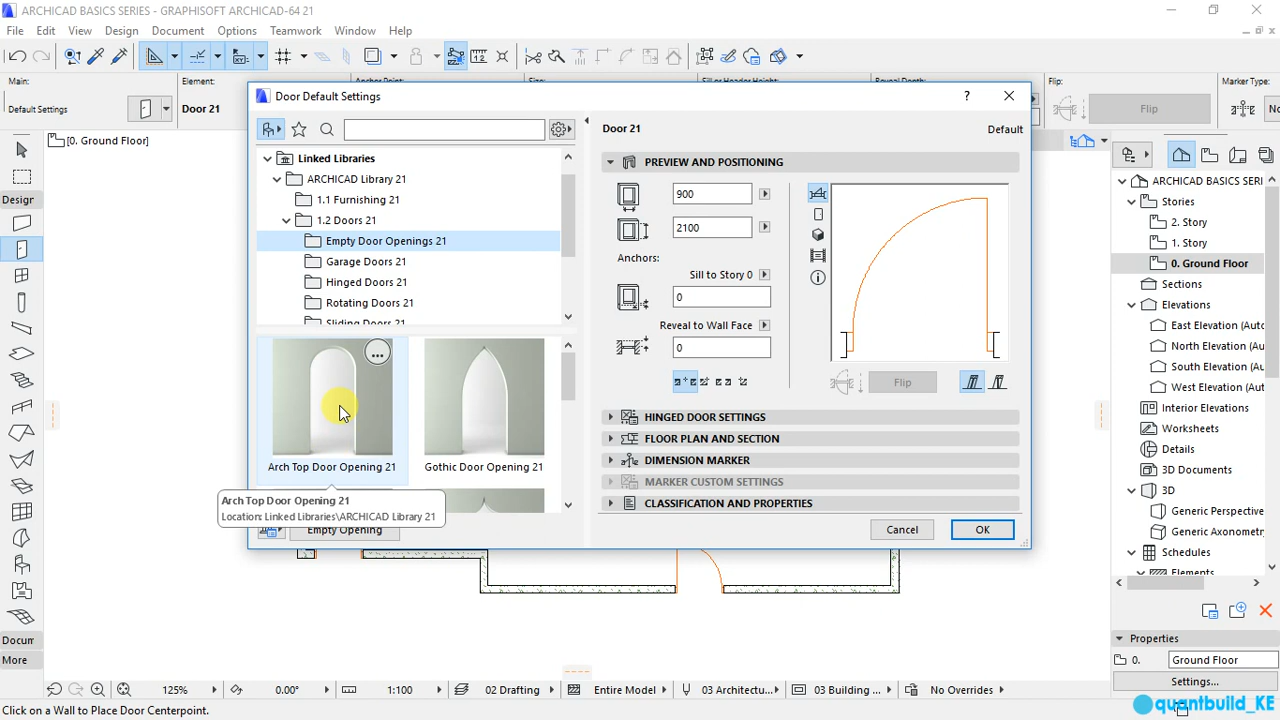 ARCHICAD BASICS SERIES - GRAPHISOFT ARCHICAD-64 21
File Edit View Design Document Options Teamwork Window Help
Main:
Element:
Default Settings
Door 21
Flip:
Flip
Marker Type:
[0. Ground Floor]
Design
Docum
More
Door Default Settings
Linked Libraries
ARCHICAD Library 21
1.1 Furnishing 21
1.2 Doors 21
Empty Door Openings 21
Garage Doors 21
Hinged Doors 21
Rotating Doors 21
Sliding Doors 21
Arch Top Door Opening 21
Gothic Door Opening 21
Arch Top Door Opening 21
Location: Linked Libraries\ARCHICAD Library 21
Empty Opening
Door 21
Default
PREVIEW AND POSITIONING
900
2100
Anchors:
Sill to Story 0
0
Reveal to Wall Face
0
Flip
HINGED DOOR SETTINGS
FLOOR PLAN AND SECTION
DIMENSION MARKER
MARKER CUSTOM SETTINGS
CLASSIFICATION AND PROPERTIES
Cancel
OK
ARCHICAD BASICS SERI
Stories
2. Story
1. Story
0. Ground Floor
Sections
Elevations
East Elevation (Auto
North Elevation (Aut
South Elevation (Aut
West Elevation (Aut
Interior Elevations
Worksheets
Details
3D Documents
3D
Generic Perspective
Generic Axonometr
Schedules
Elements
Properties
0.
Ground Floor
Settings...
125%
0.00°
1:100
02 Drafting
Entire Model
03 Architectu...
03 Building ...
No Overrides
Click on a Wall to Place Door Centerpoint.
quantbuild_KE